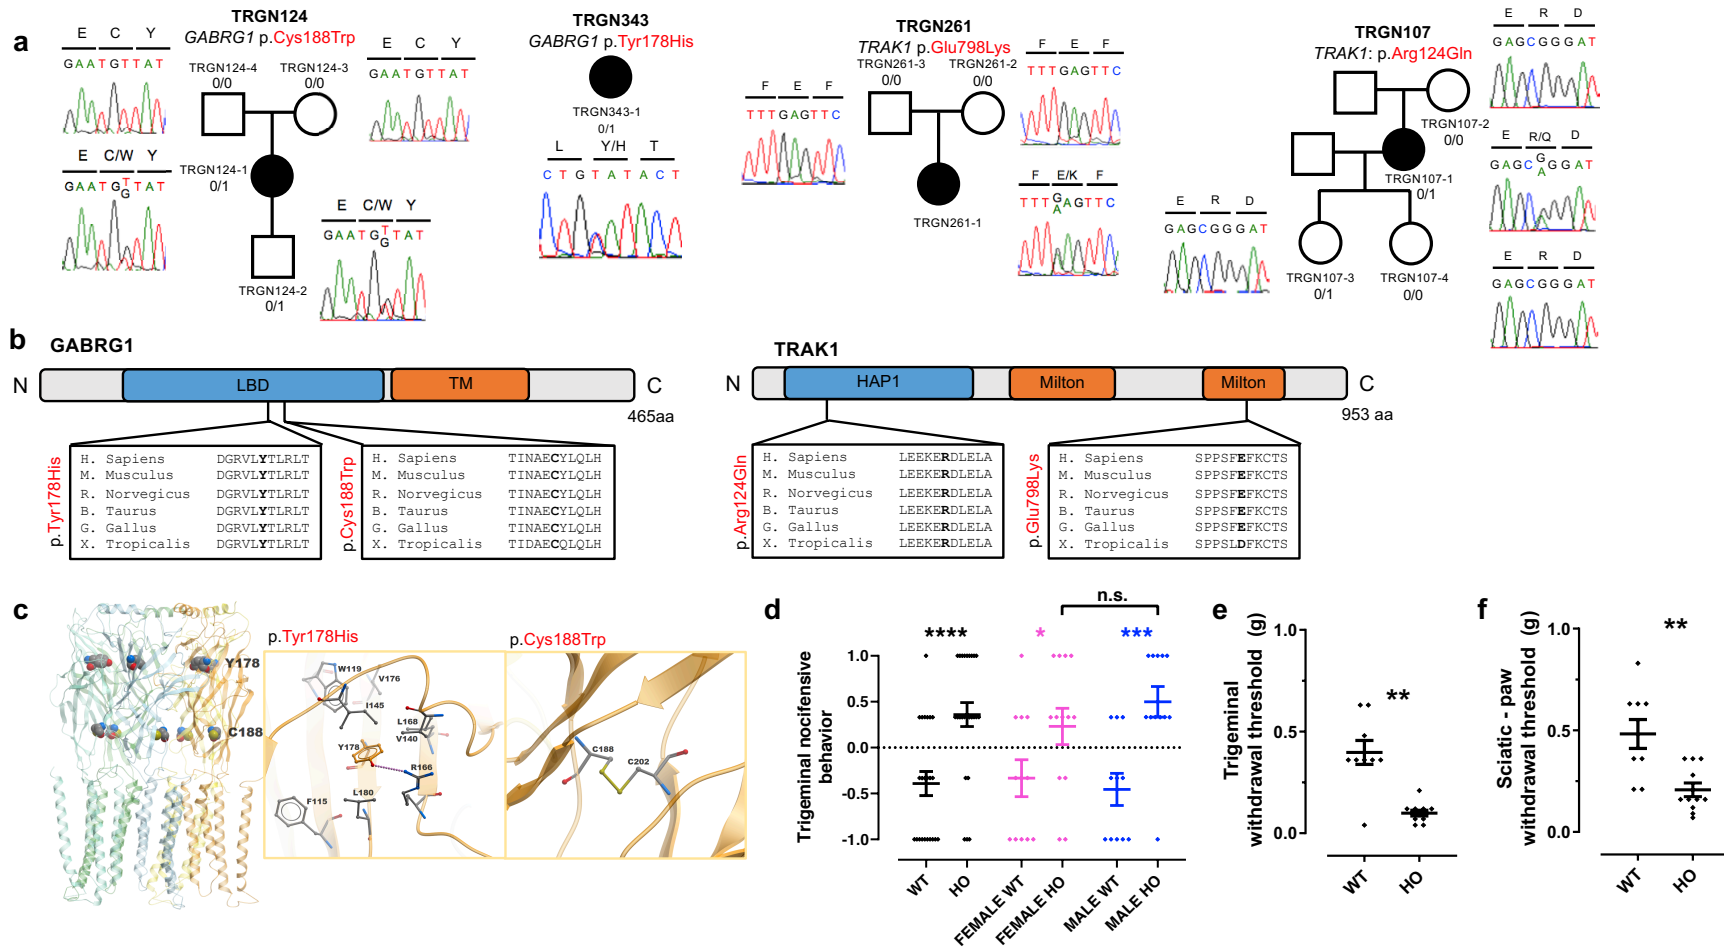 a
TRGN124
GABRG1 p.Cys188Trp
E C Y
GAATGTTAT
TRGN124-4
0/0
TRGN124-3
0/0
E C Y
GAATGTTAT
E C/W Y
GAATGTTAT
G
TRGN124-1
0/1
E C/W Y
GAATGTTAT
G
TRGN124-2
0/1
TRGN343
GABRG1 p.Tyr178His
TRGN343-1
0/1
L Y/H T
CTGTATACT
TRGN261
TRAK1 p.Glu798Lys
TRGN261-3
0/0
TRGN261-2
0/0
F E F
TTTGAGTTC
F E F
TTTGAGTTC
F E/K F
TTTGAGTTC
A
TRGN261-1
TRGN107
TRAK1: p.Arg124Gln
E R D
GAGCGGGAT
TRGN107-2
0/0
E R/Q D
GAGCGGGAT
A
TRGN107-1
0/1
E R D
GAGCGGGAT
E R D
GAGCGGGAT
TRGN107-3
0/1
TRGN107-4
0/0
b
GABRG1
N LBD TM C
465aa
p.Tyr178His
H. Sapiens DGRVLYTLRLT
M. Musculus DGRVLYTLRLT
R. Norvegicus DGRVLYTLRLT
B. Taurus DGRVLYTLRLT
G. Gallus DGRVLYTLRLT
X. Tropicalis DGRVLYTLRLT
p.Cys188Trp
H. Sapiens TINAECYLQLH
M. Musculus TINAECYLQLH
R. Norvegicus TINAECYLQLH
B. Taurus TINAECYLQLH
G. Gallus TINAECYLQLH
X. Tropicalis TIDAECQLQLH
TRAK1
N HAP1 Milton Milton C
953 aa
p.Arg124Gln
H. Sapiens LEEKERDLELA
M. Musculus LEEKERDLELA
R. Norvegicus LEEKERDLELA
B. Taurus LEEKERDLELA
G. Gallus LEEKERDLELA
X. Tropicalis LEEKERDLELA
p.Glu798Lys
H. Sapiens SPPSFEFKCTS
M. Musculus SPPSFEFKCTS
R. Norvegicus SPPSFEFKCTS
B. Taurus SPPSFEFKCTS
G. Gallus SPPSFEFKCTS
X. Tropicalis SPPSLDFKCTS
c
Y178
C188
p.Tyr178His
W119
V176
I145
L168
V140
Y178
R166
F115
L180
p.Cys188Trp
C188
C202
d
n.s.
**** * ***
Trigeminal nocifensive
behavior
1.0
0.5
0.0
-0.5
-1.0
WT
HO
FEMALE WT
FEMALE HO
MALE WT
MALE HO
e
Trigeminal
withdrawal threshold (g)
1.0
0.5
0.0
**
WT
HO
f
Sciatic - paw
withdrawal threshold (g)
1.0
0.5
0.0
**
WT
HO